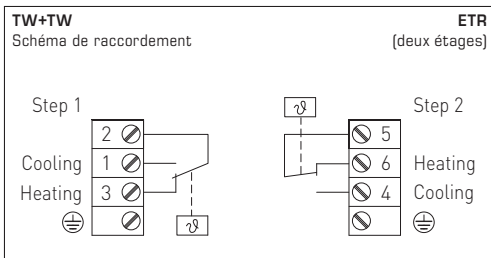 TW+TW
Schéma de raccordement
ETR
(deux étages)
Step 1
2
Cooling 1
Heating 3
ϑ
ϑ
Step 2
5
6 Heating
4 Cooling